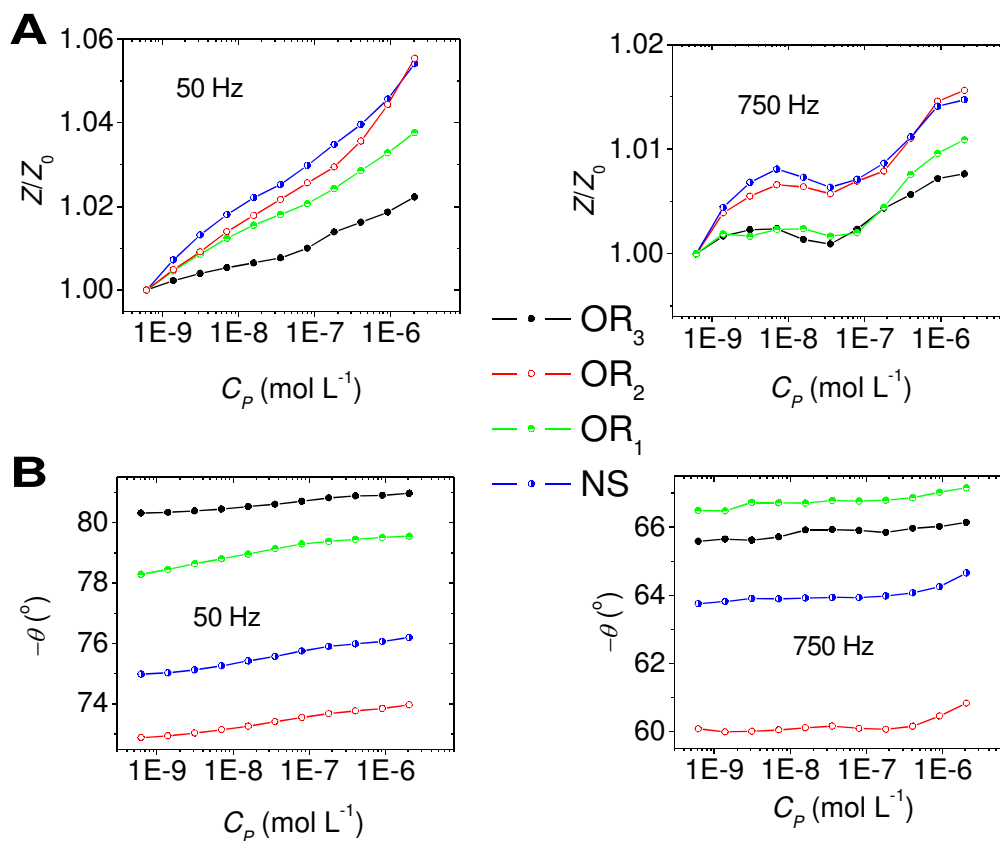 A
50 Hz
Z/Z0
1.06
1.04
1.02
1.00
1E-9 1E-8 1E-7 1E-6
CP (mol L-1)
750 Hz
Z/Z0
1.02
1.01
1.00
1E-9 1E-8 1E-7 1E-6
CP (mol L-1)
OR3
OR2
OR1
NS
B
50 Hz
−θ (o)
80
78
76
74
1E-9 1E-8 1E-7 1E-6
CP (mol L-1)
750 Hz
−θ (o)
66
64
62
60
1E-9 1E-8 1E-7 1E-6
CP (mol L-1)